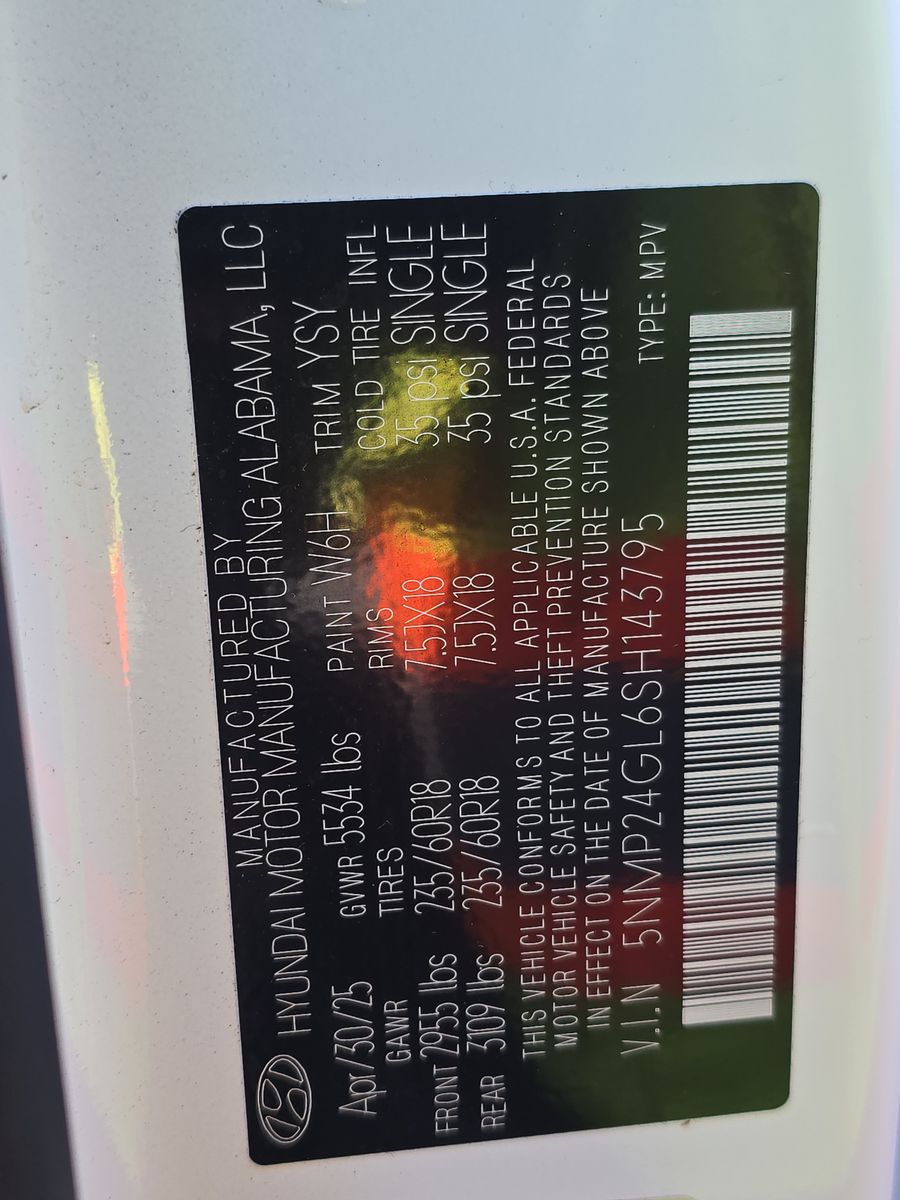 MANUFACTURED BY
HYUNDAI MOTOR MANUFACTURING ALABAMA, LLC
Apr/30/25 GVWR 5534 lbs PAINT W6H TRIM YSY
GAWR TIRES RIMS COLD TIRE INFL
FRONT 2955 lbs 235/60R18 7.5JX18 35 psi SINGLE
REAR 3109 lbs 235/60R18 7.5JX18 35 psi SINGLE
THIS VEHICLE CONFORMS TO ALL APPLICABLE U.S.A. FEDERAL
MOTOR VEHICLE SAFETY AND THEFT PREVENTION STANDARDS
IN EFFECT ON THE DATE OF MANUFACTURE SHOWN ABOVE
V.I.N 5NMP24GL6SH143795 TYPE: MPV